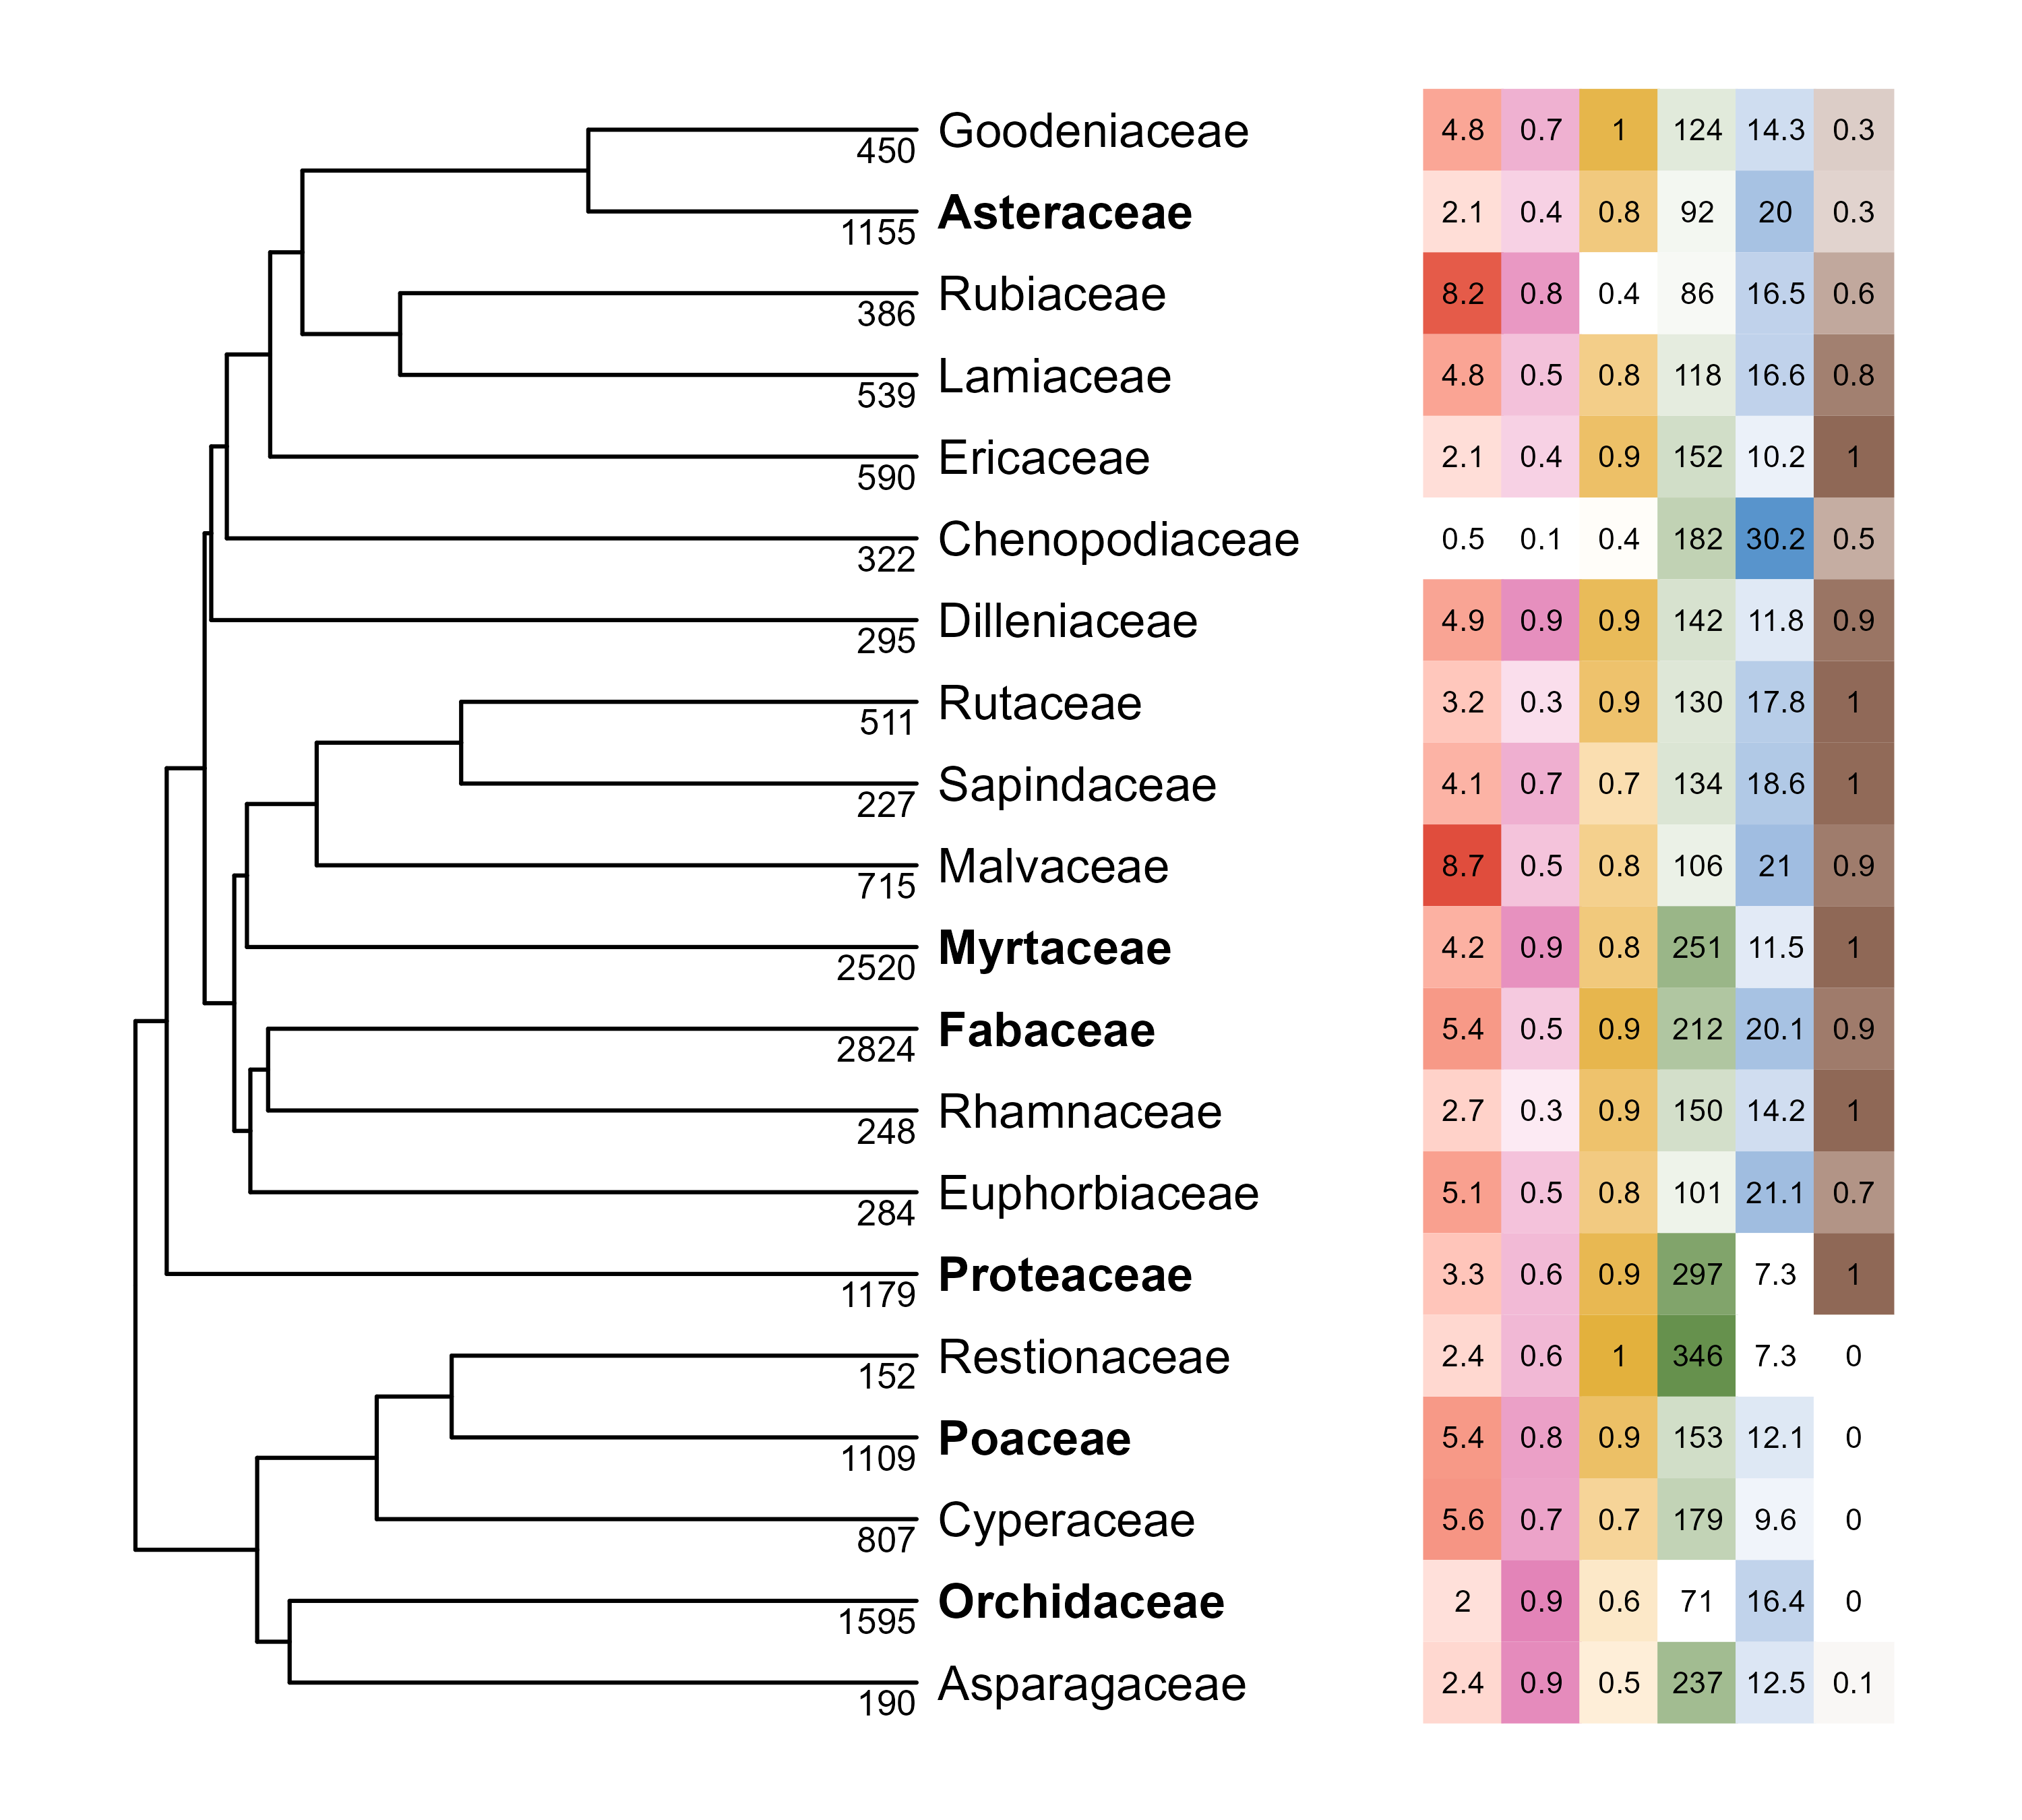 Goodeniaceae 4.8 0.7 1 124 14.3 0.3
450
Asteraceae 2.1 0.4 0.8 92 20 0.3
1155
Rubiaceae 8.2 0.8 0.4 86 16.5 0.6
386
Lamiaceae 4.8 0.5 0.8 118 16.6 0.8
539
Ericaceae 2.1 0.4 0.9 152 10.2 1
590
Chenopodiaceae 0.5 0.1 0.4 182 30.2 0.5
322
Dilleniaceae 4.9 0.9 0.9 142 11.8 0.9
295
Rutaceae 3.2 0.3 0.9 130 17.8 1
511
Sapindaceae 4.1 0.7 0.7 134 18.6 1
227
Malvaceae 8.7 0.5 0.8 106 21 0.9
715
Myrtaceae 4.2 0.9 0.8 251 11.5 1
2520
Fabaceae 5.4 0.5 0.9 212 20.1 0.9
2824
Rhamnaceae 2.7 0.3 0.9 150 14.2 1
248
Euphorbiaceae 5.1 0.5 0.8 101 21.1 0.7
284
Proteaceae 3.3 0.6 0.9 297 7.3 1
1179
Restionaceae 2.4 0.6 1 346 7.3 0
152
Poaceae 5.4 0.8 0.9 153 12.1 0
1109
Cyperaceae 5.6 0.7 0.7 179 9.6 0
807
Orchidaceae 2 0.9 0.6 71 16.4 0
1595
Asparagaceae 2.4 0.9 0.5 237 12.5 0.1
190